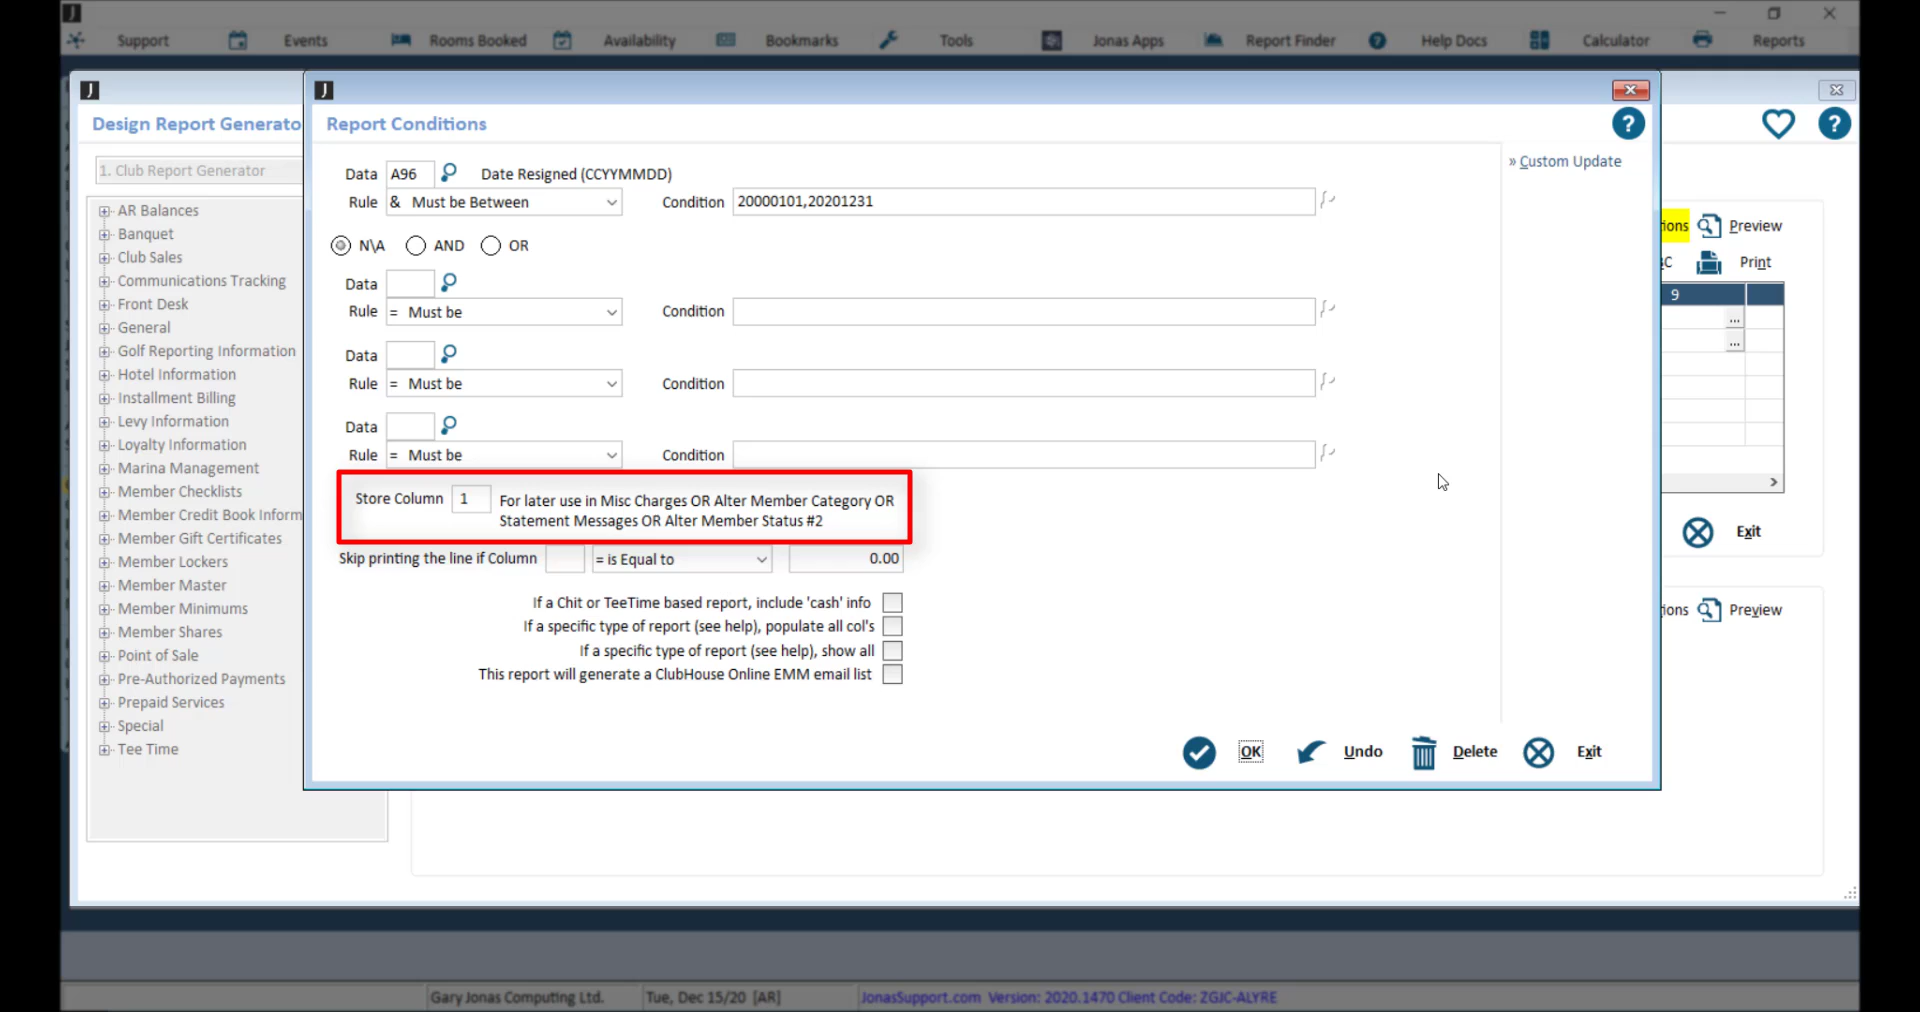 J
Support Events Rooms Booked Availability Bookmarks Tools Jonas Apps Report Finder ? Help Docs Calculator Reports
J
Design Report Generato
?
1. Club Report Generator
AR Balances
Banquet
Club Sales
Communications Tracking
Front Desk
General
Golf Reporting Information
Hotel Information
Installment Billing
Levy Information
Loyalty Information
Marina Management
Member Checklists
Member Credit Book Inform
Member Gift Certificates
Member Lockers
Member Master
Member Minimums
Member Shares
Point of Sale
Pre-Authorized Payments
Prepaid Services
Special
Tee Time
J
Report Conditions
?
» Custom Update
Data A96 Date Resigned (CCYYMMDD)
Rule & Must be Between Condition 20000101,20201231
N\A AND OR
Data
Rule = Must be Condition
Data
Rule = Must be Condition
Data
Rule = Must be Condition
Store Column 1 For later use in Misc Charges OR Alter Member Category OR
Statement Messages OR Alter Member Status #2
Skip printing the line if Column = is Equal to 0.00
If a Chit or TeeTime based report, include 'cash' info
If a specific type of report (see help), populate all col's
If a specific type of report (see help), show all
This report will generate a ClubHouse Online EMM email list
OK Undo Delete Exit
ions Preview
C Print
9
...
...
Exit
ions Preview
Gary Jonas Computing Ltd. Tue, Dec 15/20 [AR] JonasSupport.com Version: 2020.1470 Client Code: ZGJC-ALYRE